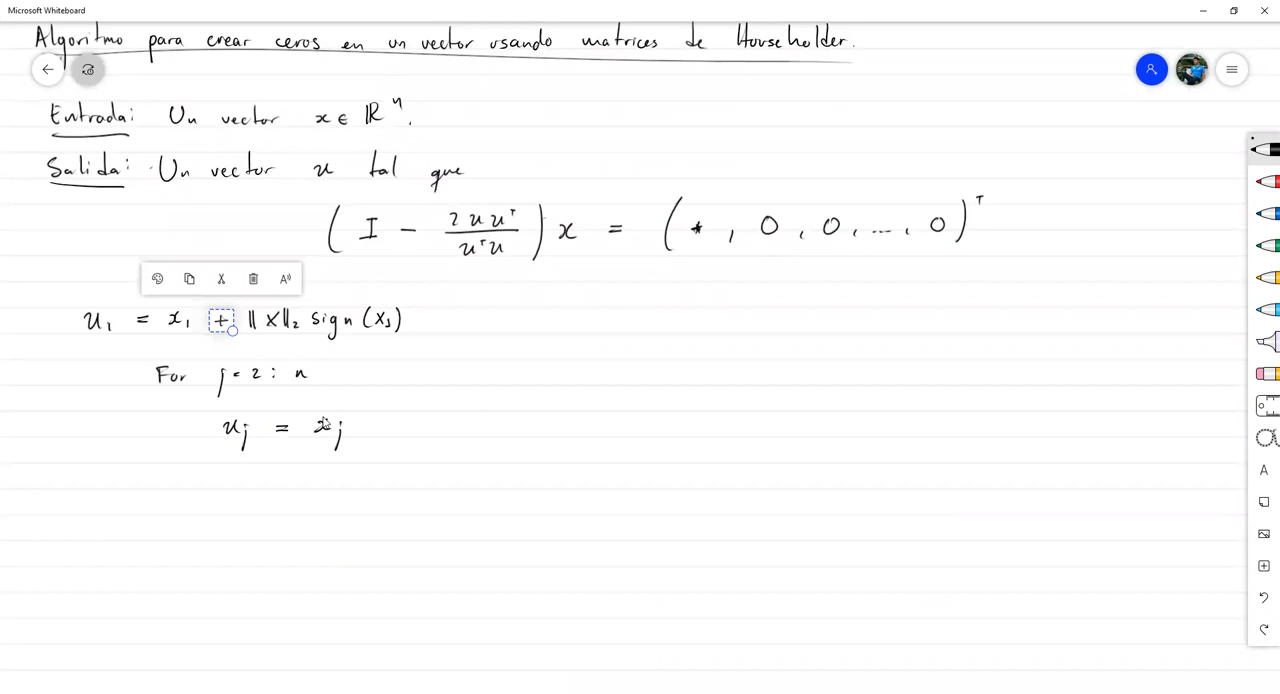 Microsoft Whiteboard
Algoritmo para crear ceros en un vector usando matrices de Householder.
Entrada: Un vector x ∈ ℝⁿ.
Salida: Un vector u tal que
( I - 2uuᵀ / uᵀu ) x = ( *, 0, 0, ..., 0 )ᵀ
u₁ = x₁ + ‖x‖₂ sign (x₁)
For j = 2 : n
uⱼ = xⱼ